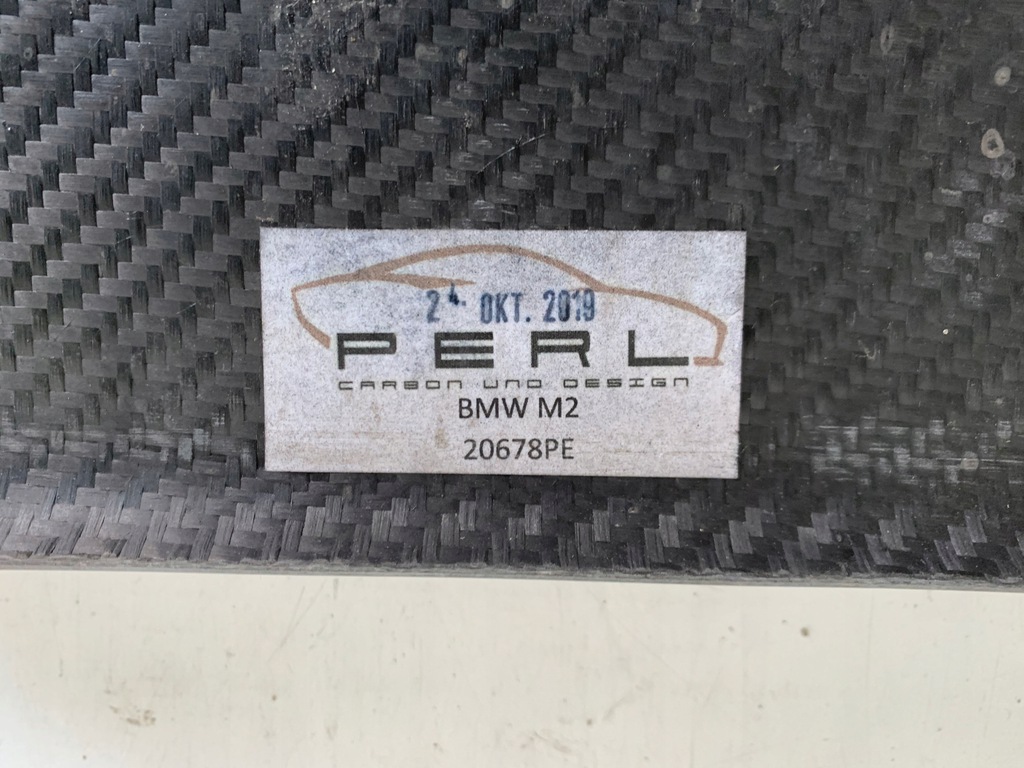 24. OKT. 2019
PERL
CARBON UND DESIGN
BMW M2
20678PE